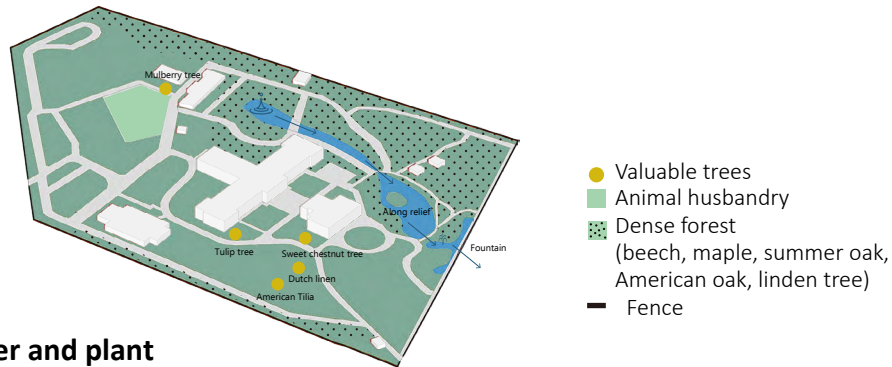 Mulberry tree
Along relief
Tulip tree
Sweet chestnut tree
Fountain
Dutch linen
American Tilia
Valuable trees
Animal husbandry
Dense forest
(beech, maple, summer oak,
American oak, linden tree)
Fence
er and plant